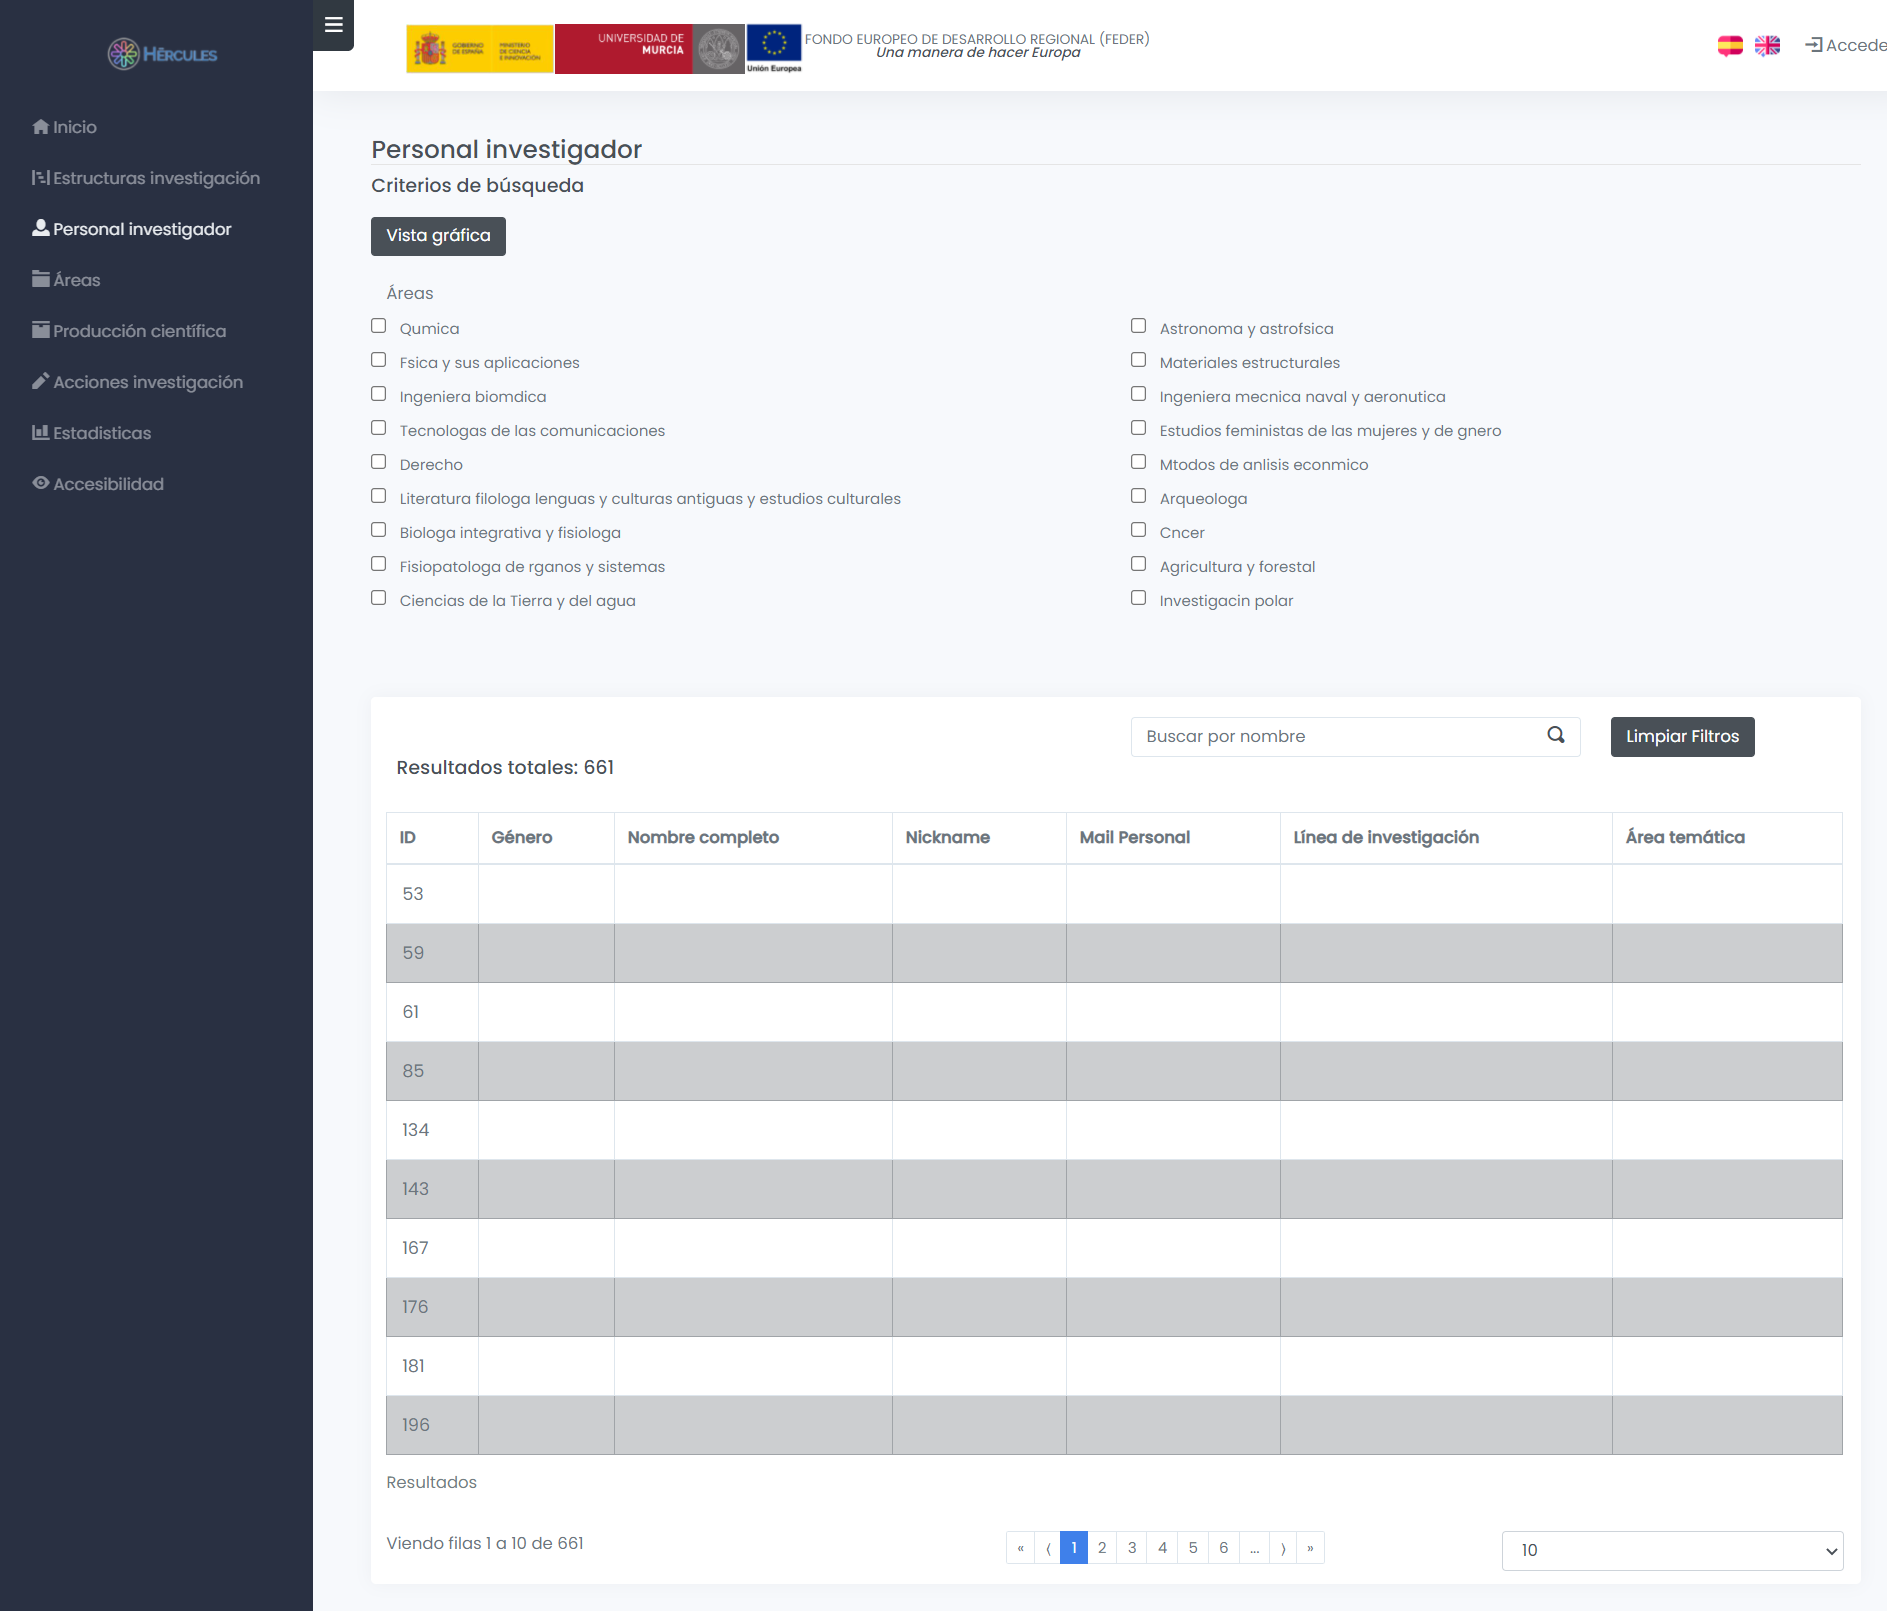 HÉRCULES
Inicio
Estructuras investigación
Personal investigador
Áreas
Producción científica
Acciones investigación
Estadisticas
Accesibilidad
GOBIERNO DE ESPAÑA
MINISTERIO DE CIENCIA E INNOVACIÓN
UNIVERSIDAD DE MURCIA
Unión Europea
FONDO EUROPEO DE DESARROLLO REGIONAL (FEDER)
Una manera de hacer Europa
Accede
Personal investigador
Criterios de búsqueda
Vista gráfica
Áreas
Qumica
Astronoma y astrofsica
Fsica y sus aplicaciones
Materiales estructurales
Ingeniera biomdica
Ingeniera mecnica naval y aeronutica
Tecnologas de las comunicaciones
Estudios feministas de las mujeres y de gnero
Derecho
Mtodos de anlisis econmico
Literatura filologa lenguas y culturas antiguas y estudios culturales
Arqueologa
Biologa integrativa y fisiologa
Cncer
Fisiopatologa de rganos y sistemas
Agricultura y forestal
Ciencias de la Tierra y del agua
Investigacin polar
Buscar por nombre
Limpiar Filtros
Resultados totales: 661
ID Género Nombre completo Nickname Mail Personal Línea de investigación Área temática
53
59
61
85
134
143
167
176
181
196
Resultados
Viendo filas 1 a 10 de 661
« ⟨ 1 2 3 4 5 6 ... ⟩ »
10